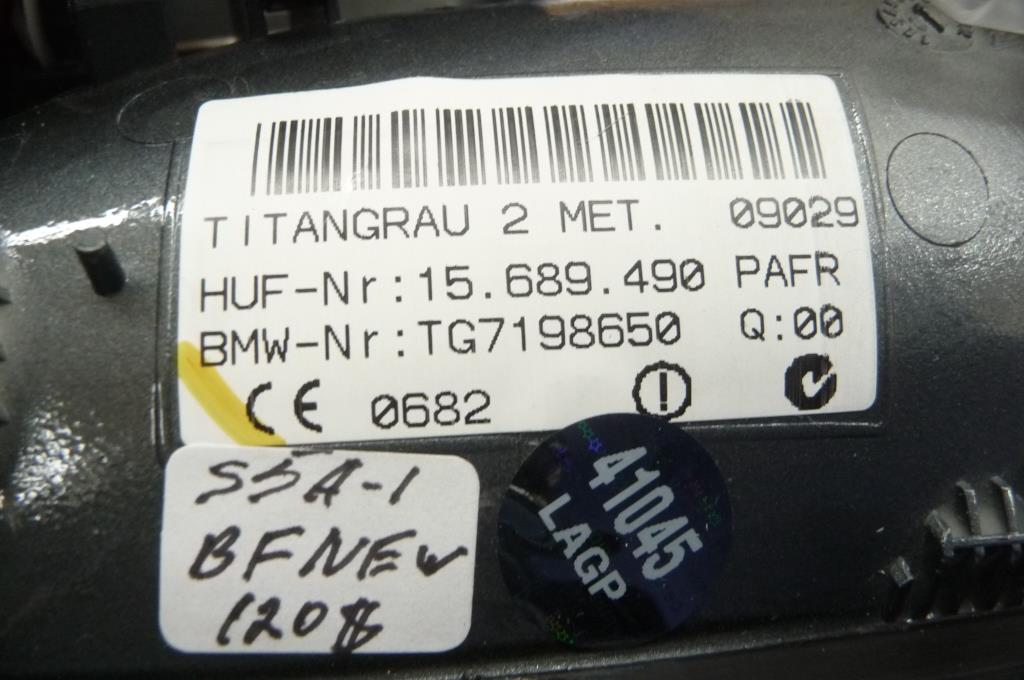 TITANGRAU 2 MET. 09029
HUF-Nr:15.689.490 PAFR
BMW-Nr:TG7198650 Q:00
CE 0682
S5A-1
BFNEW
120$
41045
LAGP